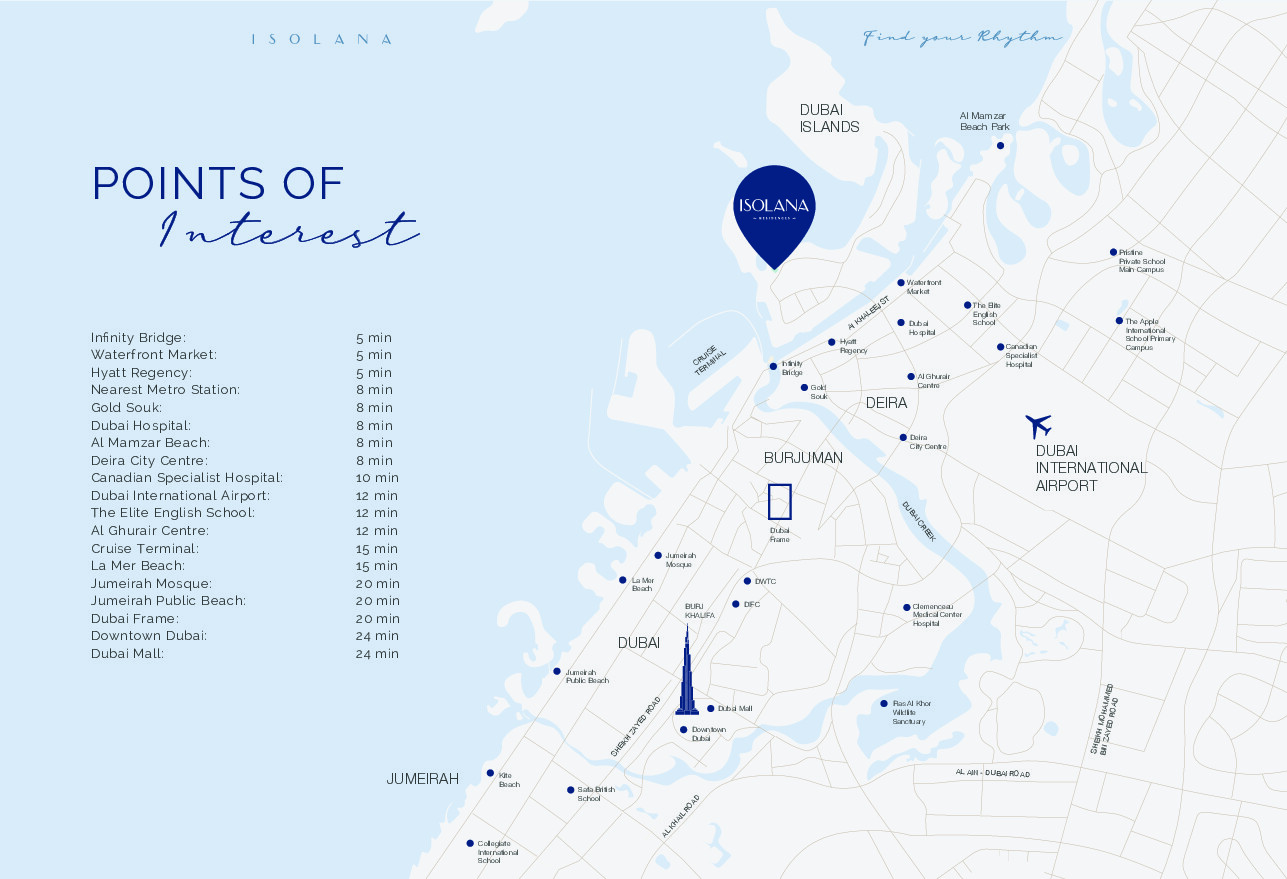 ISOLANA
Find your Rhythm
POINTS OF
Interest
Infinity Bridge: 5 min
Waterfront Market: 5 min
Hyatt Regency: 5 min
Nearest Metro Station: 8 min
Gold Souk: 8 min
Dubai Hospital: 8 min
Al Mamzar Beach: 8 min
Deira City Centre: 8 min
Canadian Specialist Hospital: 10 min
Dubai International Airport: 12 min
The Elite English School: 12 min
Al Ghurair Centre: 12 min
Cruise Terminal: 15 min
La Mer Beach: 15 min
Jumeirah Mosque: 20 min
Jumeirah Public Beach: 20 min
Dubai Frame: 20 min
Downtown Dubai: 24 min
Dubai Mall: 24 min
DUBAI
ISLANDS
Al Mamzar
Beach Park
ISOLANA
RESIDENCES
Pristine
Private School
Main Campus
Waterfront
Market
The Elite
English
School
AL KHALEEJ ST
Dubai
Hospital
The Apple
International
School Primary
Campus
Hyatt
Regency
Canadian
Specialist
Hospital
CRUISE
TERMINAL
Infinity
Bridge
Gold
Souk
Al Ghurair
Centre
DEIRA
Deira
City Centre
DUBAI
INTERNATIONAL
AIRPORT
BURJUMAN
Dubai
Frame
DUBAI CREEK
Jumeirah
Mosque
La Mer
Beach
DWTC
DIFC
BURJ
KHALIFA
Clemenceau
Medical Center
Hospital
DUBAI
Jumeirah
Public Beach
SHEIKH ZAYED ROAD
Dubai Mall
Downtown
Dubai
Ras Al Khor
Wildlife
Sanctuary
SHEIKH MOHAMMED
BIN ZAYED ROAD
AL AIN - DUBAI ROAD
JUMEIRAH
Kite
Beach
Safa British
School
AL KHAIL ROAD
Collegiate
International
School